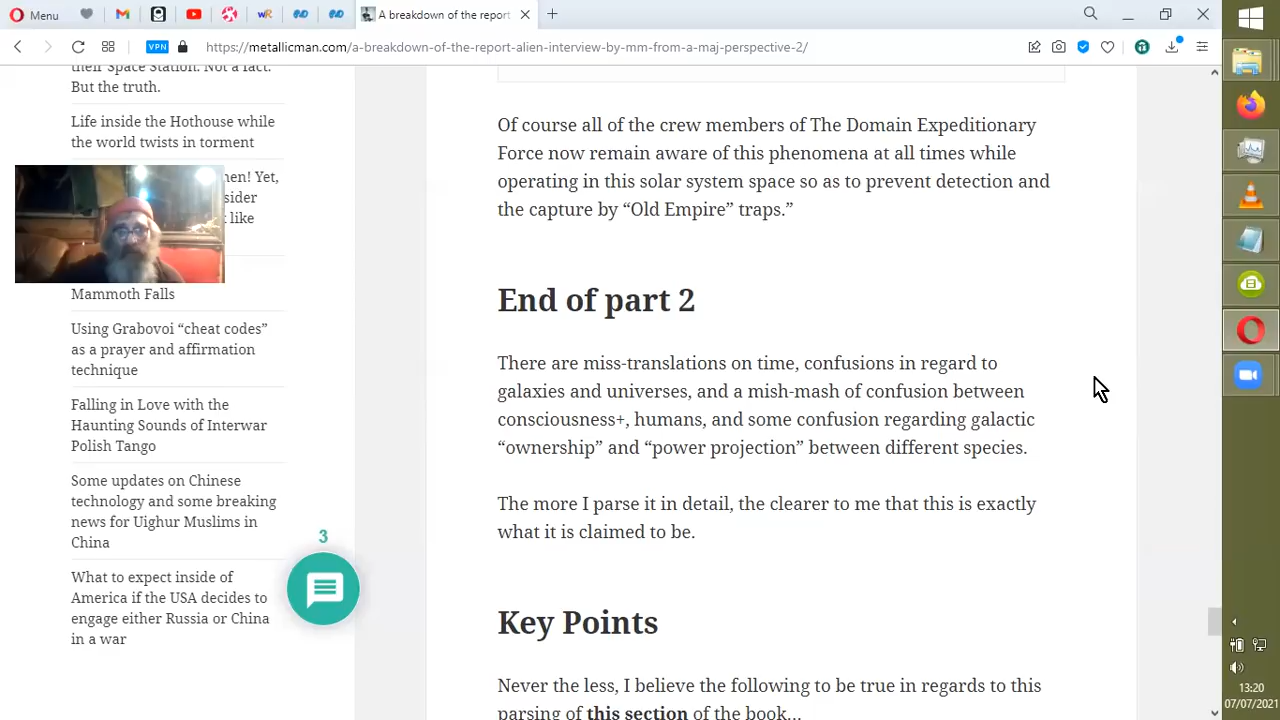 Menu
A breakdown of the report
VPN
https://metallicman.com/a-breakdown-of-the-report-alien-interview-by-mm-from-a-maj-perspective-2/
their Space Station. Not a fact.
But the truth.
Life inside the Hothouse while
the world twists in torment
men! Yet,
sider
like
Mammoth Falls
Using Grabovoi “cheat codes”
as a prayer and affirmation
technique
Falling in Love with the
Haunting Sounds of Interwar
Polish Tango
Some updates on Chinese
technology and some breaking
news for Uighur Muslims in
China
What to expect inside of
America if the USA decides to
engage either Russia or China
in a war
3
Of course all of the crew members of The Domain Expeditionary
Force now remain aware of this phenomena at all times while
operating in this solar system space so as to prevent detection and
the capture by “Old Empire” traps.”
End of part 2
There are miss-translations on time, confusions in regard to
galaxies and universes, and a mish-mash of confusion between
consciousness+, humans, and some confusion regarding galactic
“ownership” and “power projection” between different species.
The more I parse it in detail, the clearer to me that this is exactly
what it is claimed to be.
Key Points
Never the less, I believe the following to be true in regards to this
parsing of this section of the book…
13:20
07/07/2021